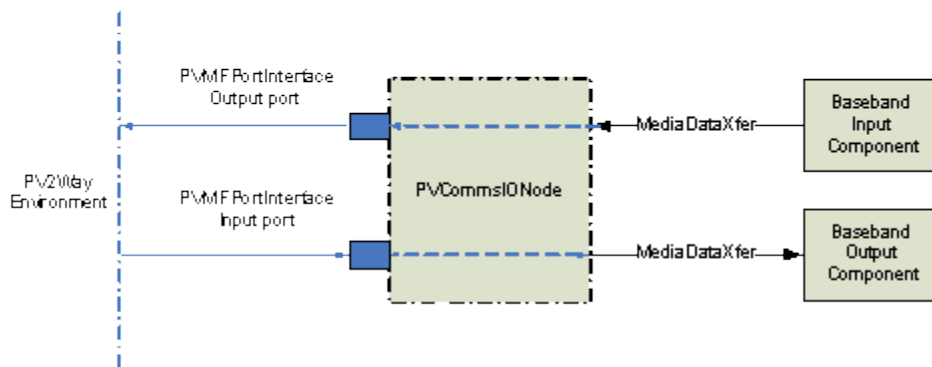 PVMFPortInterface
Output port
PV2Way
Environment
PVMFPortInterface
Input port
PVCommsIONode
MediaDataXfer
MediaDataXfer
Baseband
Input
Component
Baseband
Output
Component